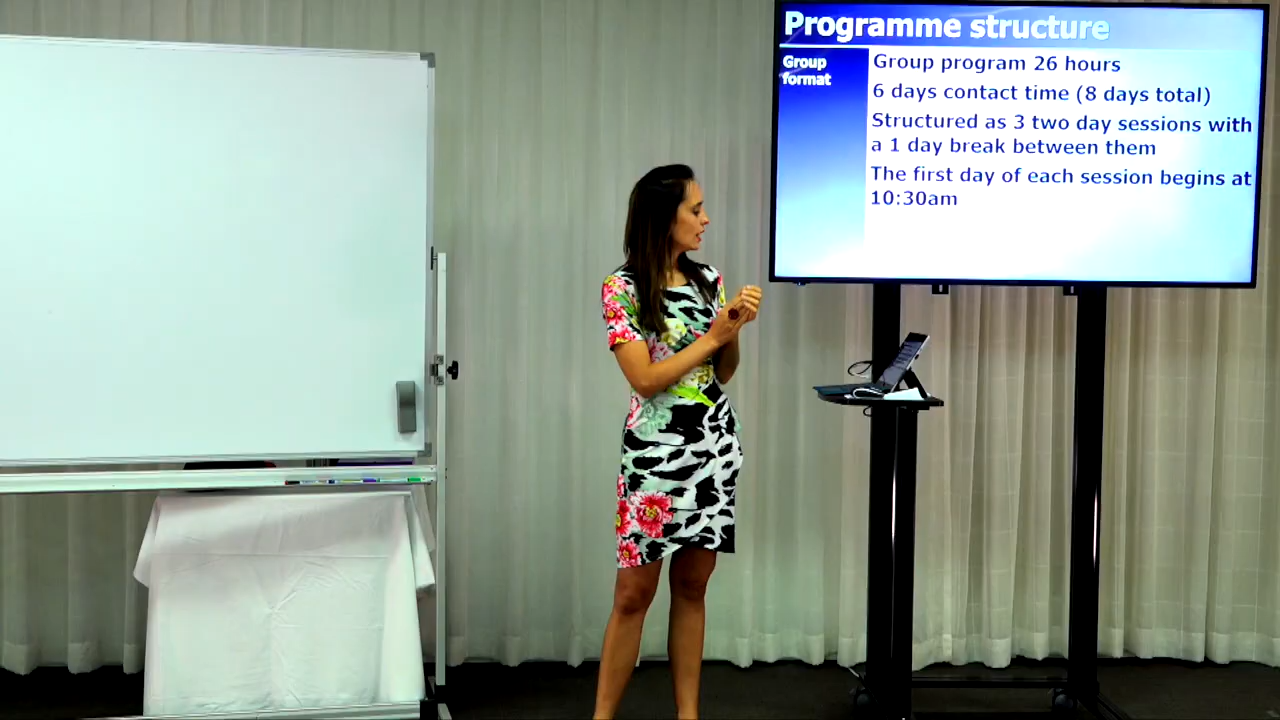 Programme structure
Group
format
Group program 26 hours
6 days contact time (8 days total)
Structured as 3 two day sessions with
a 1 day break between them
The first day of each session begins at
10:30am